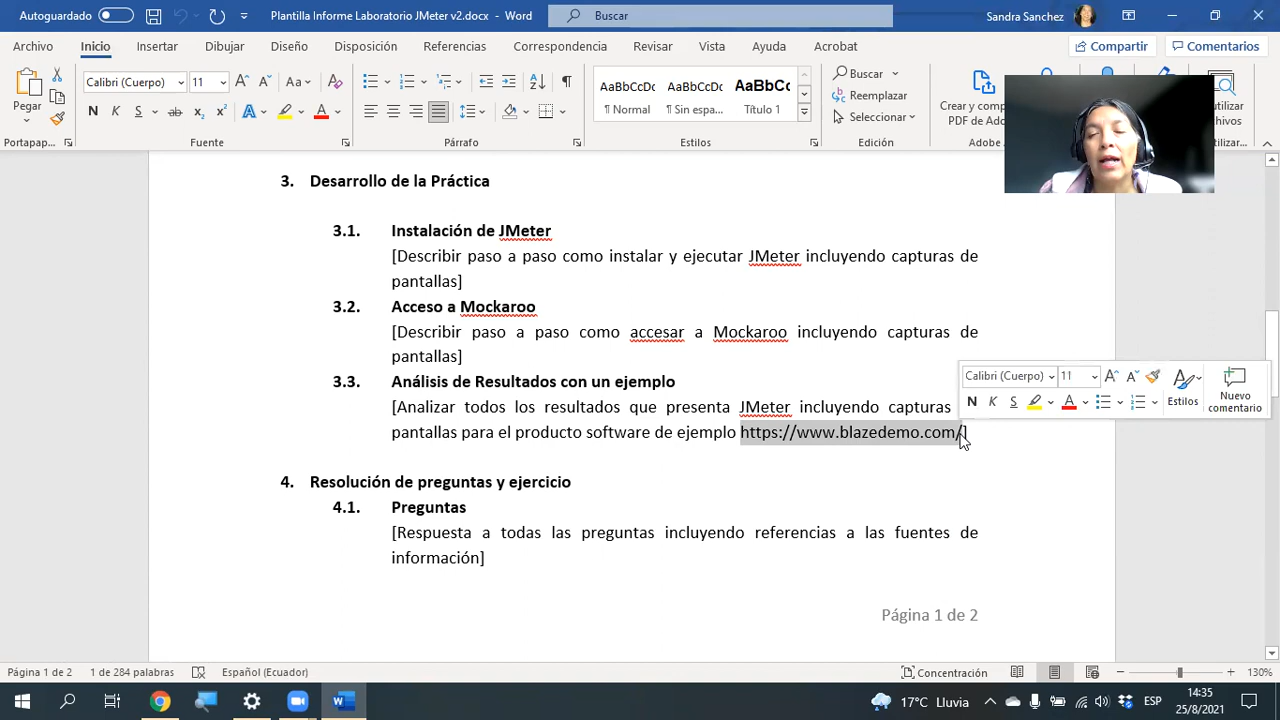 Autoguardado
Plantilla Informe Laboratorio JMeter v2.docx - Word
Buscar
Sandra Sanchez
Archivo Inicio Insertar Dibujar Diseño Disposición Referencias Correspondencia Revisar Vista Ayuda Acrobat
Compartir Comentarios
Pegar
Calibri (Cuerpo) 11
N K S ab x₂ x²
AaBbCcDc AaBbCcDc AaBbCc
¶ Normal ¶ Sin espa... Título 1
Buscar
Reemplazar
Seleccionar
Crear y comp
PDF de Ado
utilizar
rchivos
Portapap... Fuente Párrafo Estilos Edición Adobe utilizar...
3. Desarrollo de la Práctica
3.1. Instalación de JMeter
[Describir paso a paso como instalar y ejecutar JMeter incluyendo capturas de
pantallas]
3.2. Acceso a Mockaroo
[Describir paso a paso como accesar a Mockaroo incluyendo capturas de
pantallas]
3.3. Análisis de Resultados con un ejemplo
[Analizar todos los resultados que presenta JMeter incluyendo capturas
pantallas para el producto software de ejemplo https://www.blazedemo.com/]
Calibri (Cuerpo) 11
N K S
Estilos
Nuevo
comentario
4. Resolución de preguntas y ejercicio
4.1. Preguntas
[Respuesta a todas las preguntas incluyendo referencias a las fuentes de
información]
Página 1 de 2
Página 1 de 2 1 de 284 palabras Español (Ecuador)
Concentración
130%
17°C Lluvia
ESP
14:35
25/8/2021